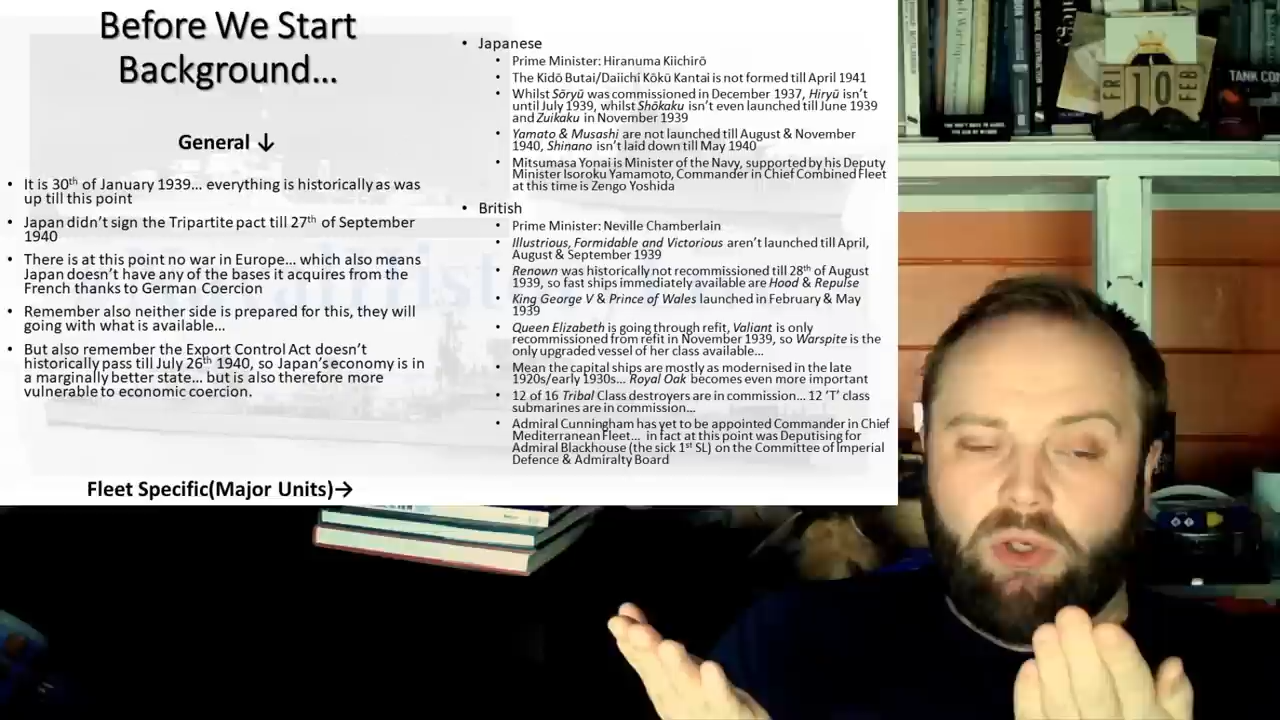 Before We Start
Background...
General ↓
• It is 30th of January 1939... everything is historically as was
up till this point
• Japan didn't sign the Tripartite pact till 27th of September
1940
• There is at this point no war in Europe... which also means
Japan doesn't have any of the bases it acquires from the
French thanks to German Coercion
• Remember also neither side is prepared for this, they will
going with what is available...
• But also remember the Export Control Act doesn't
historically pass till July 26th 1940, so Japan's economy is in
a marginally better state... but is also therefore more
vulnerable to economic coercion.
Fleet Specific(Major Units)→
• Japanese
• Prime Minister: Hiranuma Kiichirō
• The Kidō Butai/Daiichi Kōkū Kantai is not formed till April 1941
• Whilst Sōryū was commissioned in December 1937, Hiryū isn't
until July 1939, whilst Shōkaku isn't even launched till June 1939
and Zuikaku in November 1939
• Yamato & Musashi are not launched till August & November
1940, Shinano isn't laid down till May 1940
• Mitsumasa Yonai is Minister of the Navy, supported by his Deputy
Minister Isoroku Yamamoto, Commander in Chief Combined Fleet
at this time is Zengo Yoshida
• British
• Prime Minister: Neville Chamberlain
• Illustrious, Formidable and Victorious aren't launched till April,
August & September 1939
• Renown was historically not recommissioned till 28th of August
1939, so fast ships immediately available are Hood & Repulse
• King George V & Prince of Wales launched in February & May
1939
• Queen Elizabeth is going through refit, Valiant is only
recommissioned from refit in November 1939, so Warspite is the
only upgraded vessel of her class available...
• Mean the capital ships are mostly as modernised in the late
1920s/early 1930s... Royal Oak becomes even more important
• 12 of 16 Tribal Class destroyers are in commission... 12 'T' class
submarines are in commission...
• Admiral Cunningham has yet to be appointed Commander in Chief
Mediterranean Fleet... in fact at this point was Deputising for
Admiral Blackhouse (the sick 1st SL) on the Committee of Imperial
Defence & Admiralty Board
FRI 10 FEB
TANK CON